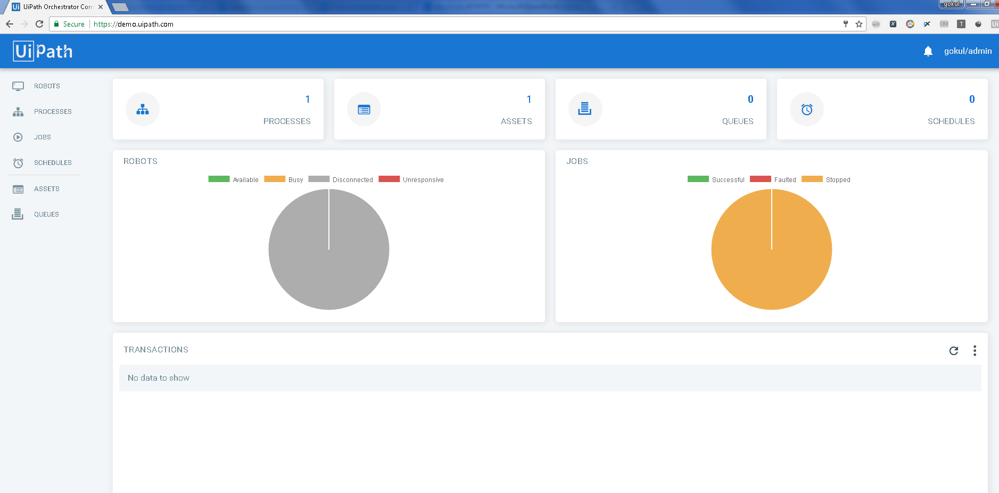 UiPath Orchestrator Com
gokul
Secure https://demo.uipath.com
CRX
T
Ui
UiPath
gokul/admin
ROBOTS
PROCESSES
JOBS
SCHEDULES
ASSETS
QUEUES
1
PROCESSES
1
ASSETS
0
QUEUES
0
SCHEDULES
ROBOTS
Available Busy Disconnected Unresponsive
JOBS
Successful Faulted Stopped
TRANSACTIONS
No data to show